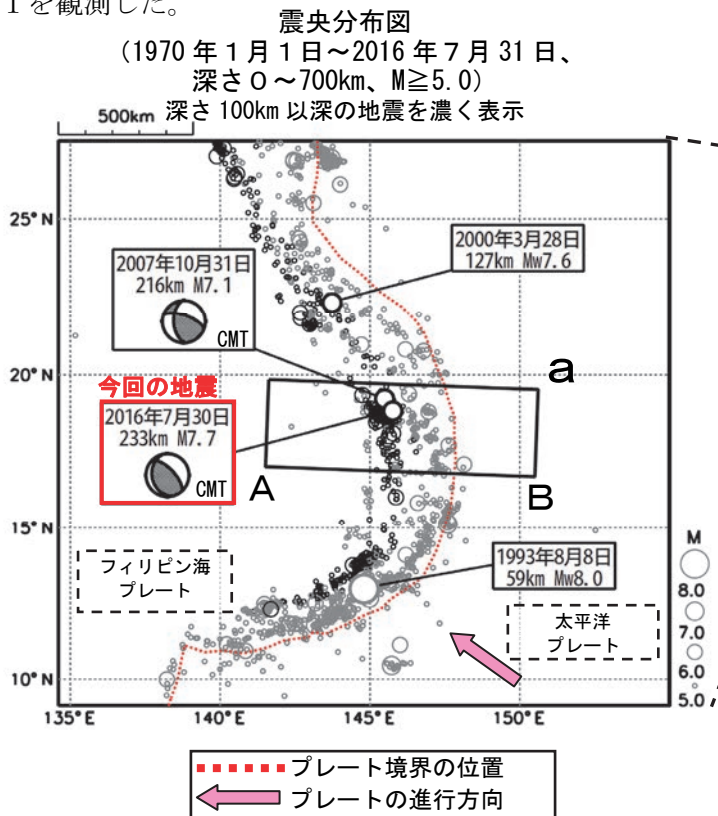 1を観測した。
震央分布図
（1970年1月1日～2016年7月31日、
深さ0～700km、M≧5.0）
深さ100km以深の地震を濃く表示
500km
25°N
20°N
15°N
10°N
135°E
140°E
145°E
150°E
2000年3月28日
127km Mw7.6
2007年10月31日
216km M7.1
CMT
今回の地震
2016年7月30日
233km M7.7
CMT
a
A
B
フィリピン海
プレート
1993年8月8日
59km Mw8.0
太平洋
プレート
M
8.0
7.0
6.0
5.0
プレート境界の位置
プレートの進行方向